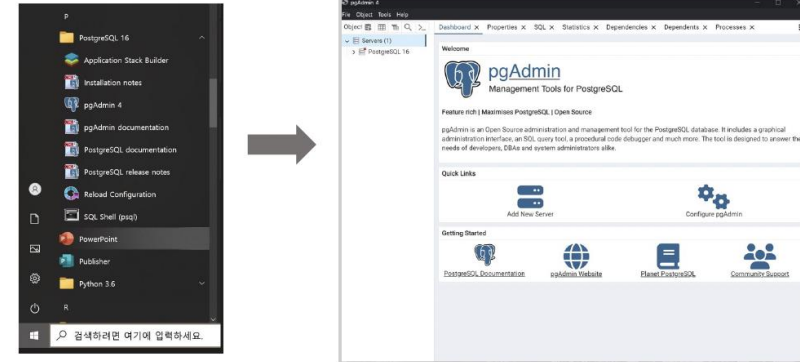 P
PostgreSQL 16
Application Stack Builder
Installation notes
pgAdmin 4
pgAdmin documentation
PostgreSQL documentation
PostgreSQL release notes
Reload Configuration
SQL Shell (psql)
PowerPoint
Publisher
Python 3.6
R
검색하려면 여기에 입력하세요.
pgAdmin 4
File Object Tools Help
Object
Dashboard Properties SQL Statistics Dependencies Dependents Processes
Servers (1)
PostgreSQL 16
Welcome
pgAdmin
Management Tools for PostgreSQL
Feature rich | Maximises PostgreSQL | Open Source
pgAdmin is an Open Source administration and management tool for the PostgreSQL database. It includes a graphical
administration interface, an SQL query tool, a procedural code debugger and much more. The tool is designed to answer the
needs of developers, DBAs and system administrators alike.
Quick Links
Add New Server
Configure pgAdmin
Getting Started
PostgreSQL Documentation
pgAdmin Website
Planet PostgreSQL
Community Support